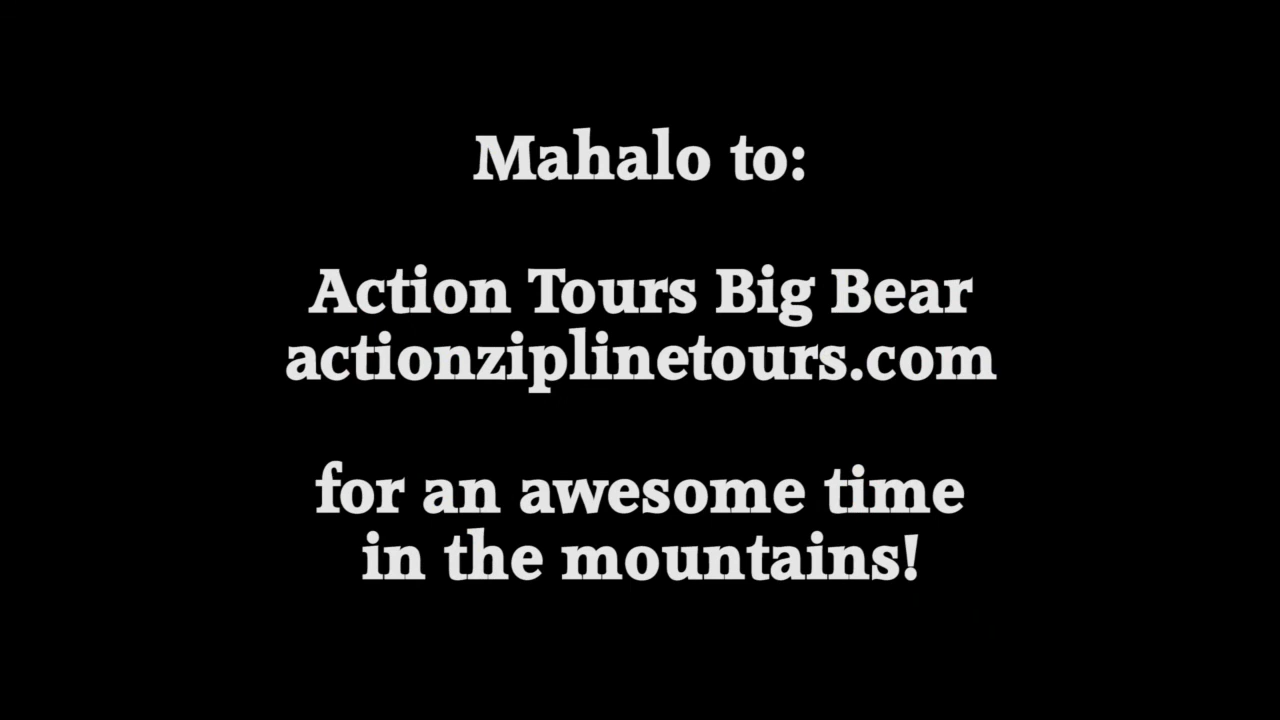 Mahalo to:
Action Tours Big Bear
actionziplinetours.com
for an awesome time
in the mountains!